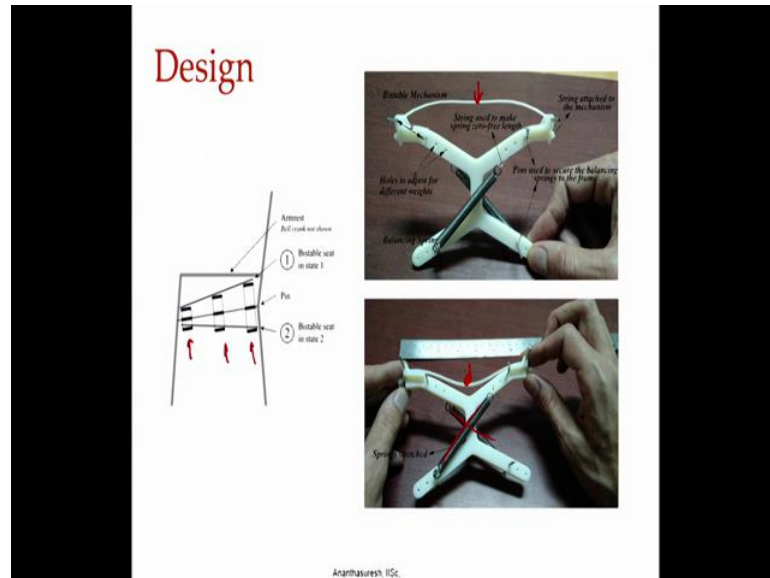 Design
Bistable Mechanism
String used to make
spring zero-free length
String attached to
the mechanism
Holes to adjust for
different weights
Pins used to secure the balancing
springs to the frame
Balancing Spring
Armrest
Bell crank not shown
1 Bistable seat
in state 1
Pin
2 Bistable seat
in state 2
Ananthasuresh, IISc.